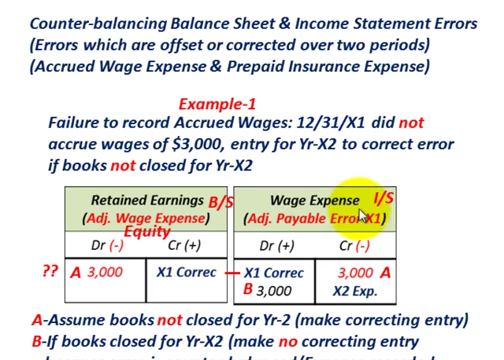 Counter-balancing Balance Sheet & Income Statement Errors
(Errors which are offset or corrected over two periods)
(Accrued Wage Expense & Prepaid Insurance Expense)
Example-1
Failure to record Accrued Wages: 12/31/X1 did not
accrue wages of $3,000, entry for Yr-X2 to correct error
if books not closed for Yr-X2
Retained Earnings B/S Wage Expense I/S
(Adj. Wage Expense) (Adj. Payable Error X1)
Equity
Dr (-) Cr (+) Dr (+) Cr (-)
?? A 3,000 X1 Correc — X1 Correc 3,000 A
B 3,000 X2 Exp.
A-Assume books not closed for Yr-2 (make correcting entry)
B-If books closed for Yr-X2 (make no correcting entry